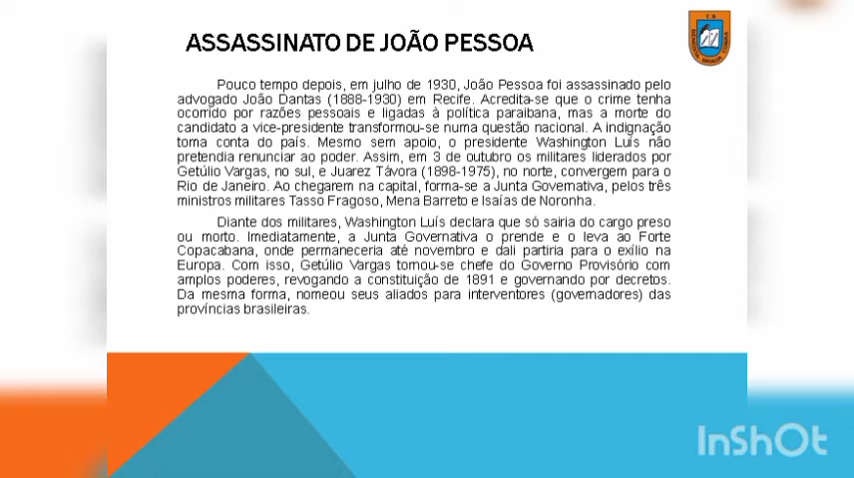 ASSASSINATO DE JOÃO PESSOA
Pouco tempo depois, em julho de 1930, João Pessoa foi assassinado pelo
advogado João Dantas (1888-1930) em Recife. Acredita-se que o crime tenha
ocorrido por razões pessoais e ligadas à política paraibana, mas a morte do
candidato a vice-presidente transformou-se numa questão nacional. A indignação
toma conta do país. Mesmo sem apoio, o presidente Washington Luís não
pretendia renunciar ao poder. Assim, em 3 de outubro os militares liderados por
Getúlio Vargas, no sul, e Juarez Távora (1898-1975), no norte, convergem para o
Rio de Janeiro. Ao chegarem na capital, forma-se a Junta Governativa, pelos três
ministros militares Tasso Fragoso, Mena Barreto e Isaías de Noronha.
Diante dos militares, Washington Luís declara que só sairia do cargo preso
ou morto. Imediatamente, a Junta Governativa o prende e o leva ao Forte
Copacabana, onde permaneceria até novembro e dali partiria para o exílio na
Europa. Com isso, Getúlio Vargas tornou-se chefe do Governo Provisório com
amplos poderes, revogando a constituição de 1891 e governando por decretos.
Da mesma forma, nomeou seus aliados para interventores (governadores) das
províncias brasileiras.
InShOt